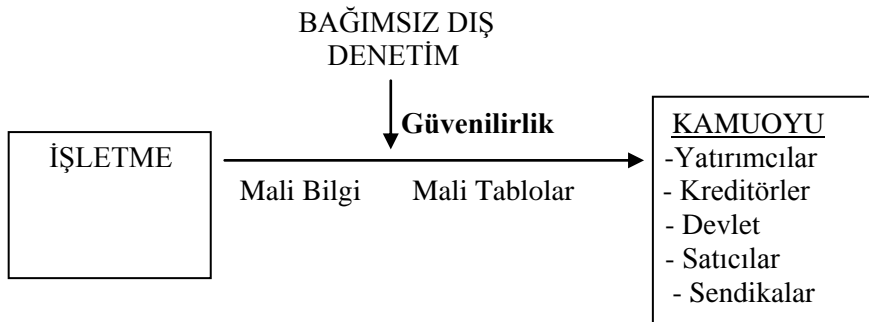 BAĞIMSIZ DIŞ
DENETİM
Güvenilirlik
İŞLETME
Mali Bilgi Mali Tablolar
KAMUOYU
-Yatırımcılar
- Kreditörler
- Devlet
- Satıcılar
- Sendikalar